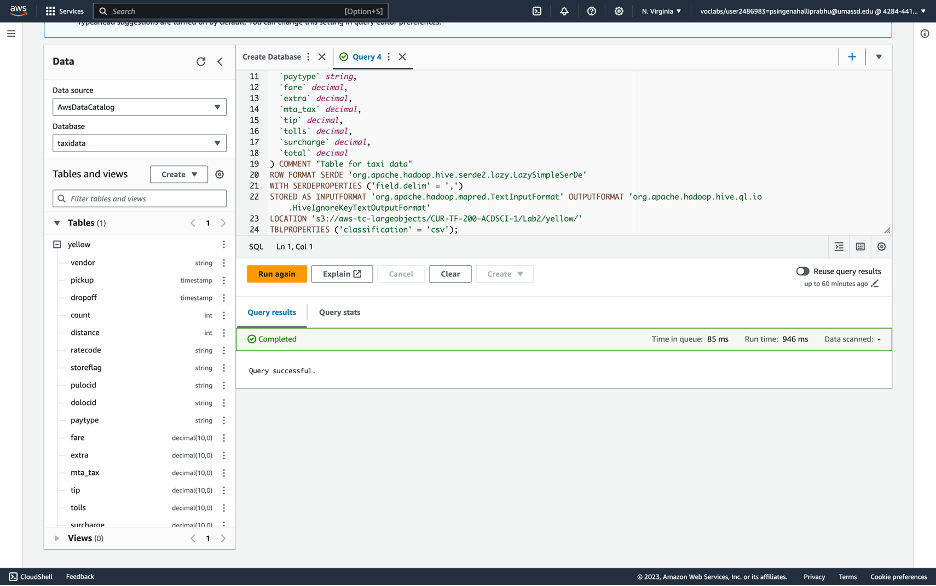 aws
Services
Search
[Option+S]
N. Virginia
voclabs/user2486983=psingenahalliprabhu@umassd.edu @ 4284-441...
Typeahead suggestions are turned on by default. You can change this setting in query editor preferences.
Data
Data source
AwsDataCatalog
Database
taxidata
Tables and views
Create
Filter tables and views
Tables (1)
1
yellow
vendor string
pickup timestamp
dropoff timestamp
count int
distance int
ratecode string
storeflag string
pulocid string
dolocid string
paytype string
fare decimal(10,0)
extra decimal(10,0)
mta_tax decimal(10,0)
tip decimal(10,0)
tolls decimal(10,0)
surcharge decimal(10,0)
Views (0)
1
Create Database
Query 4
11 `paytype` string,
12 `fare` decimal,
13 `extra` decimal,
14 `mta_tax` decimal,
15 `tip` decimal,
16 `tolls` decimal,
17 `surcharge` decimal,
18 `total` decimal
19 ) COMMENT "Table for taxi data"
20 ROW FORMAT SERDE 'org.apache.hadoop.hive.serde2.lazy.LazySimpleSerDe'
21 WITH SERDEPROPERTIES ('field.delim' = ',')
22 STORED AS INPUTFORMAT 'org.apache.hadoop.mapred.TextInputFormat' OUTPUTFORMAT 'org.apache.hadoop.hive.ql.io
.HiveIgnoreKeyTextOutputFormat'
23 LOCATION 's3://aws-tc-largeobjects/CUR-TF-200-ACDSCI-1/Lab2/yellow/'
24 TBLPROPERTIES ('classification' = 'csv');
SQL Ln 1, Col 1
Run again
Explain
Cancel
Clear
Create
Reuse query results
up to 60 minutes ago
Query results
Query stats
Completed
Time in queue: 85 ms
Run time: 946 ms
Data scanned: -
Query successful.
CloudShell
Feedback
© 2023, Amazon Web Services, Inc. or its affiliates.
Privacy
Terms
Cookie preferences